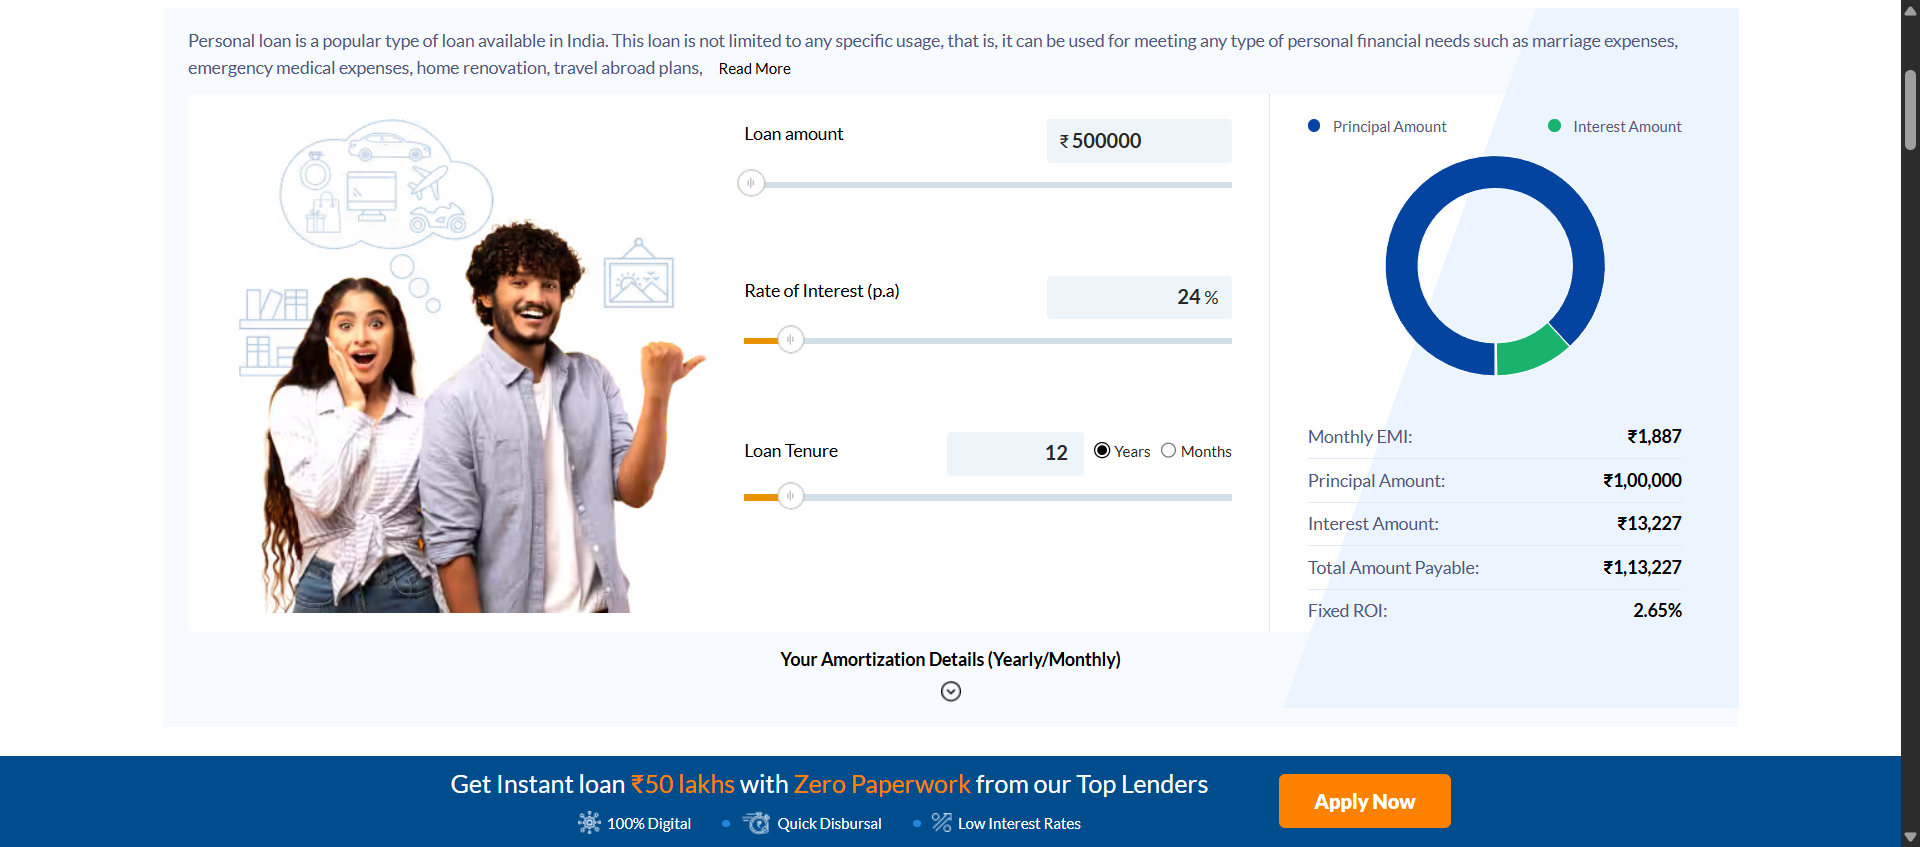 Personal loan is a popular type of loan available in India. This loan is not limited to any specific usage, that is, it can be used for meeting any type of personal financial needs such as marriage expenses,
emergency medical expenses, home renovation, travel abroad plans, Read More
Loan amount
₹ 500000
Rate of Interest (p.a)
24 %
Loan Tenure
12
Years Months
Principal Amount
Interest Amount
Monthly EMI: ₹1,887
Principal Amount: ₹1,00,000
Interest Amount: ₹13,227
Total Amount Payable: ₹1,13,227
Fixed ROI: 2.65%
Your Amortization Details (Yearly/Monthly)
Get Instant loan ₹50 lakhs with Zero Paperwork from our Top Lenders
100% Digital • Quick Disbursal • Low Interest Rates
Apply Now